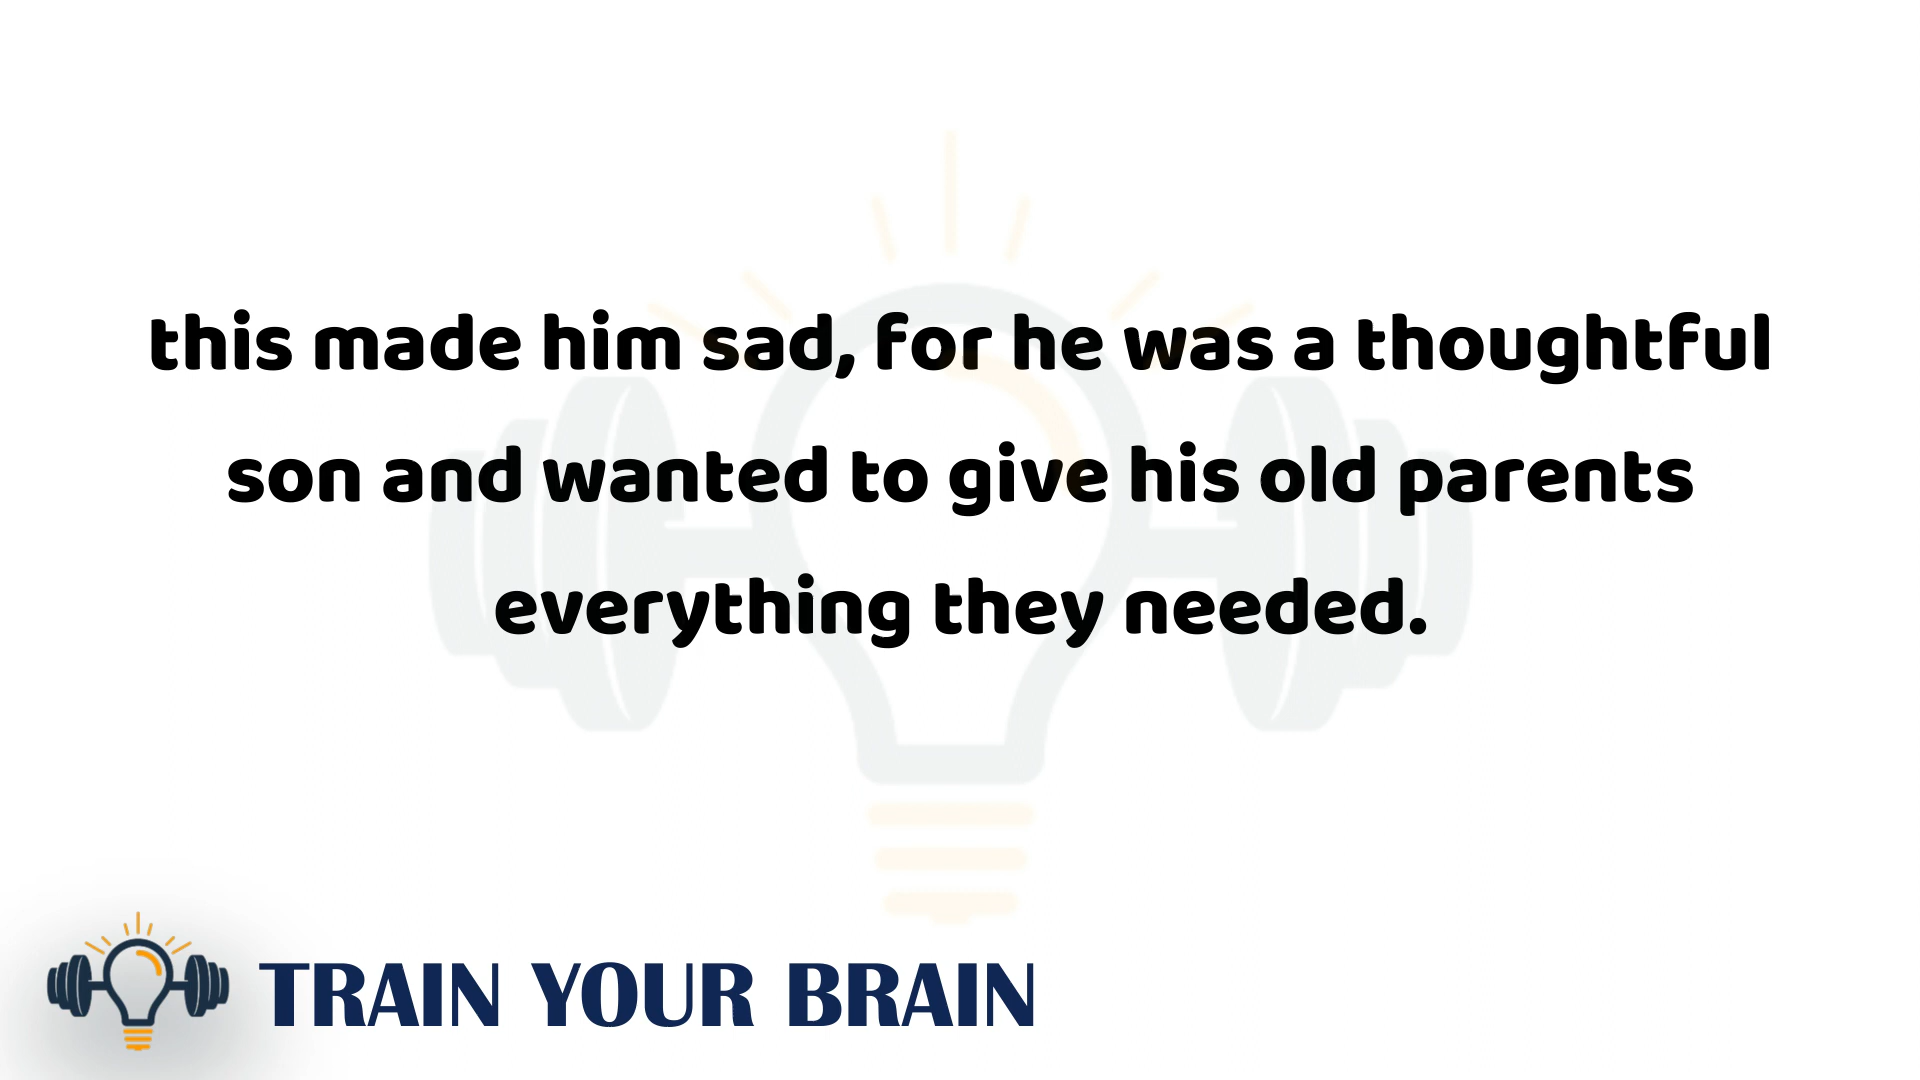 this made him sad, for he was a thoughtful
son and wanted to give his old parents
everything they needed.
TRAIN YOUR BRAIN